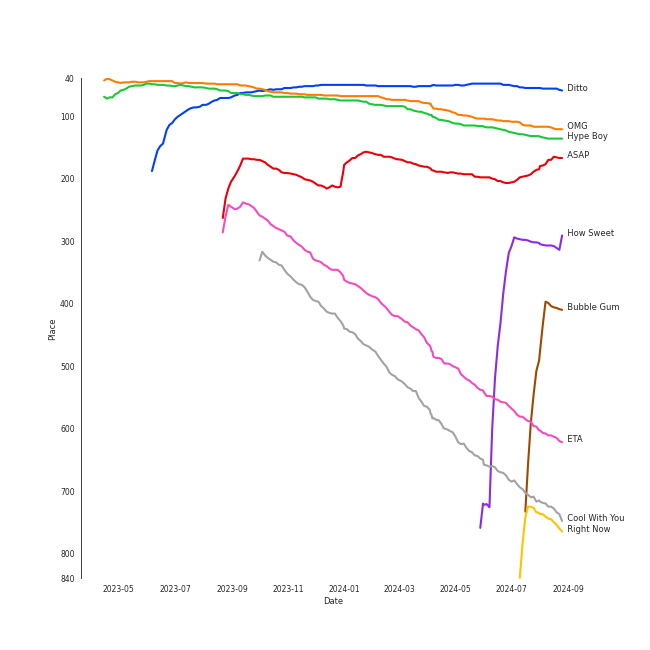 40
100
200
300
400
500
600
700
800
840
Place
2023-05
2023-07
2023-09
2023-11
2024-01
2024-03
2024-05
2024-07
2024-09
Date
Ditto
OMG
Hype Boy
ASAP
How Sweet
Bubble Gum
ETA
Cool With You
Right Now